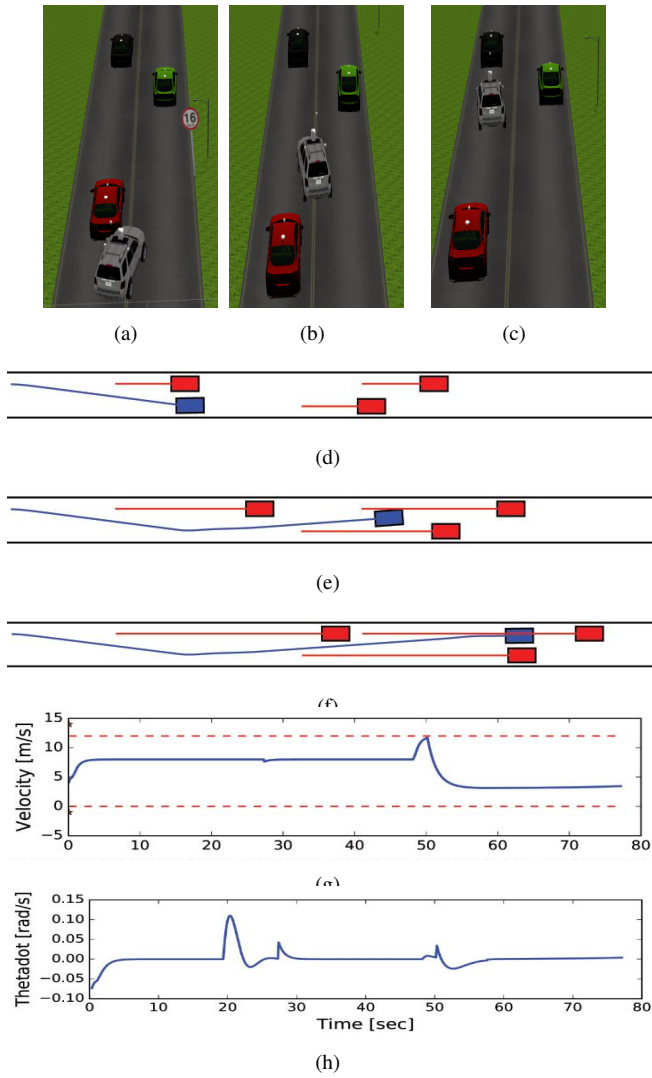 16
(a)
(b)
(c)
(d)
(e)
(f)
15
10
5
0
−5
Velocity [m/s]
0 10 20 30 40 50 60 70 80
(g)
0.15
0.10
0.05
0.00
−0.05
−0.10
Thetadot [rad/s]
0 10 20 30 40 50 60 70 80
Time [sec]
(h)